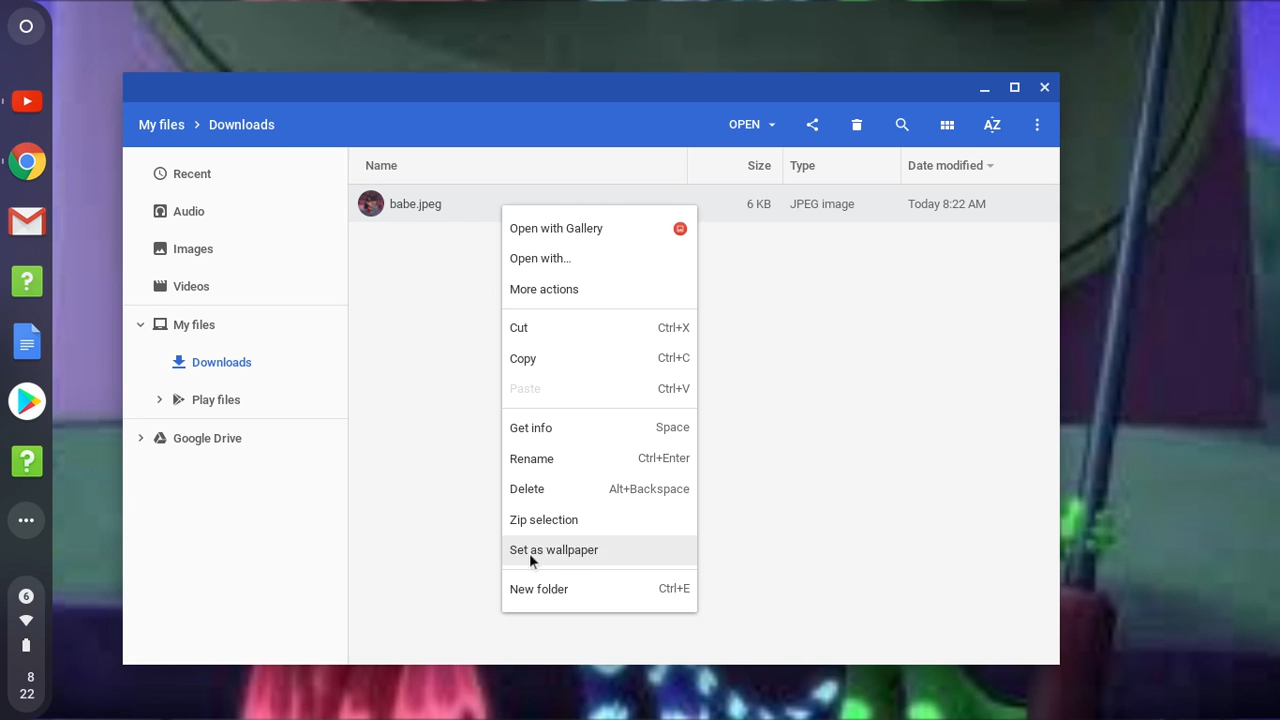 My files > Downloads
OPEN
AZ
Recent
Audio
Images
Videos
My files
Downloads
Play files
Google Drive
Name Size Type Date modified
babe.jpeg 6 KB JPEG image Today 8:22 AM
Open with Gallery
Open with...
More actions
Cut Ctrl+X
Copy Ctrl+C
Paste Ctrl+V
Get info Space
Rename Ctrl+Enter
Delete Alt+Backspace
Zip selection
Set as wallpaper
New folder Ctrl+E
?
?
6
8
22